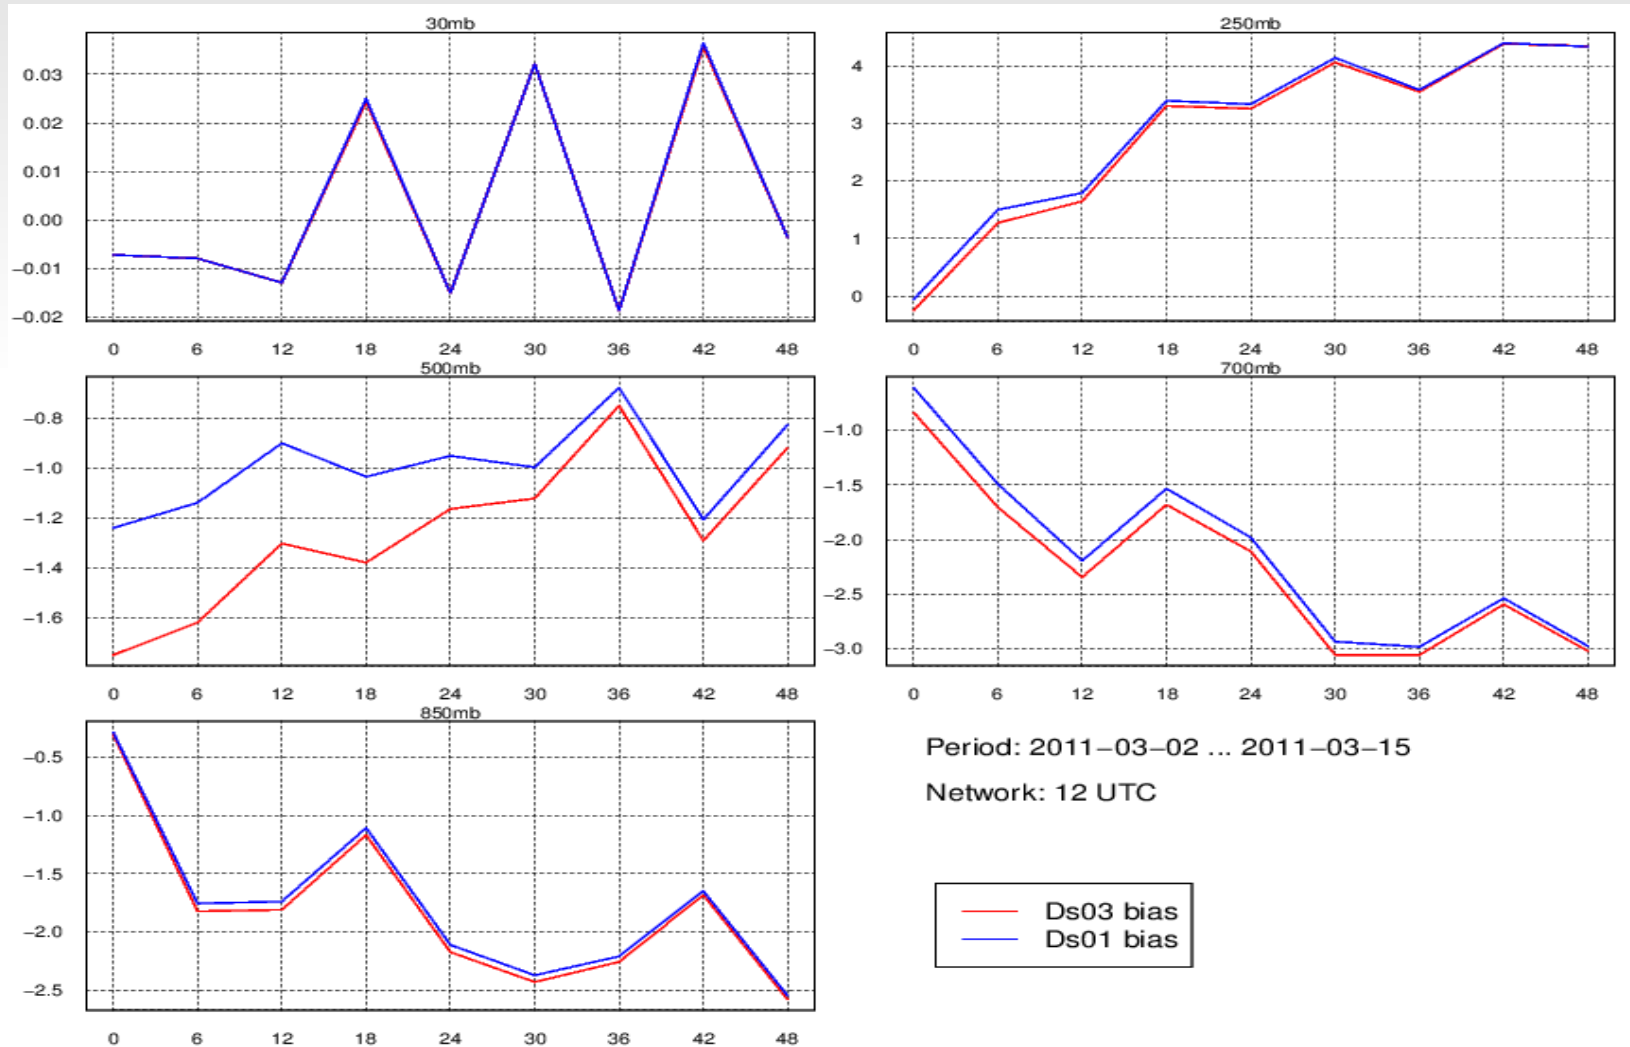 30mb
0.03
0.02
0.01
0.00
−0.01
−0.02
0 6 12 18 24 30 36 42 48
250mb
4
3
2
1
0
0 6 12 18 24 30 36 42 48
500mb
−0.8
−1.0
−1.2
−1.4
−1.6
0 6 12 18 24 30 36 42 48
700mb
−1.0
−1.5
−2.0
−2.5
−3.0
0 6 12 18 24 30 36 42 48
850mb
−0.5
−1.0
−1.5
−2.0
−2.5
0 6 12 18 24 30 36 42 48
Period: 2011−03−02 ... 2011−03−15
Network: 12 UTC
Ds03 bias
Ds01 bias